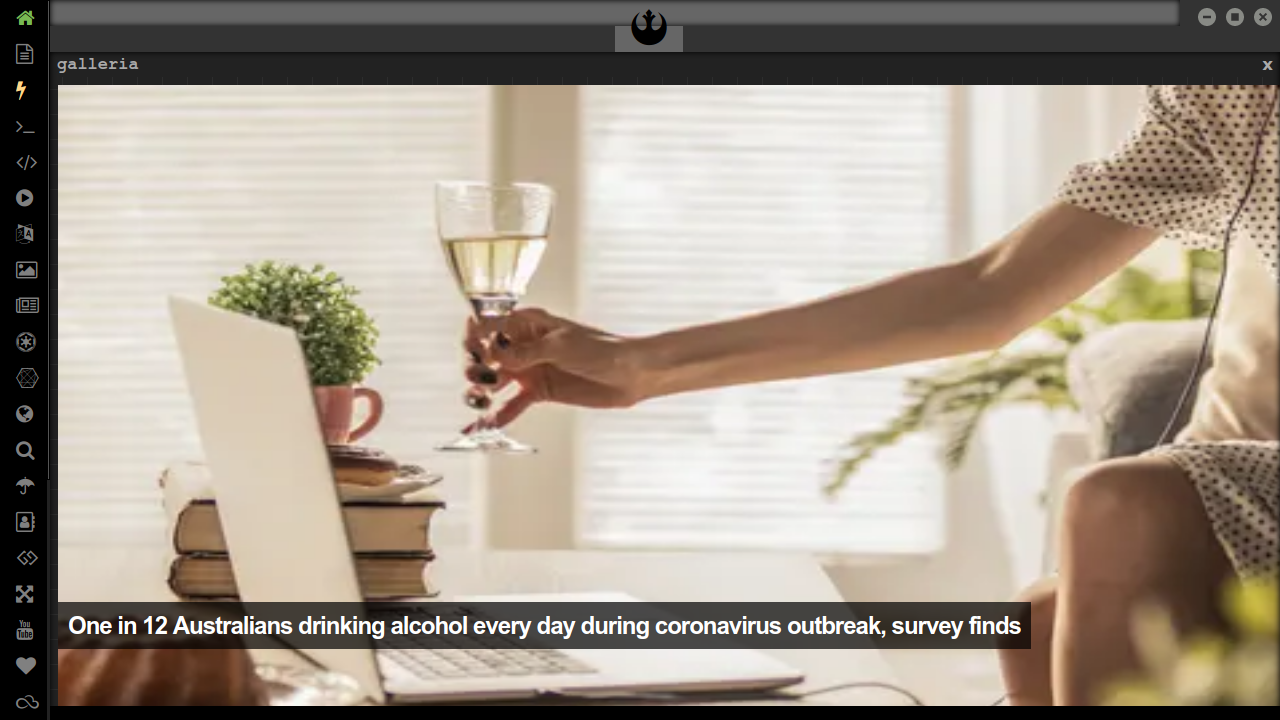 galleria
x
One in 12 Australians drinking alcohol every day during coronavirus outbreak, survey finds
You
Tube